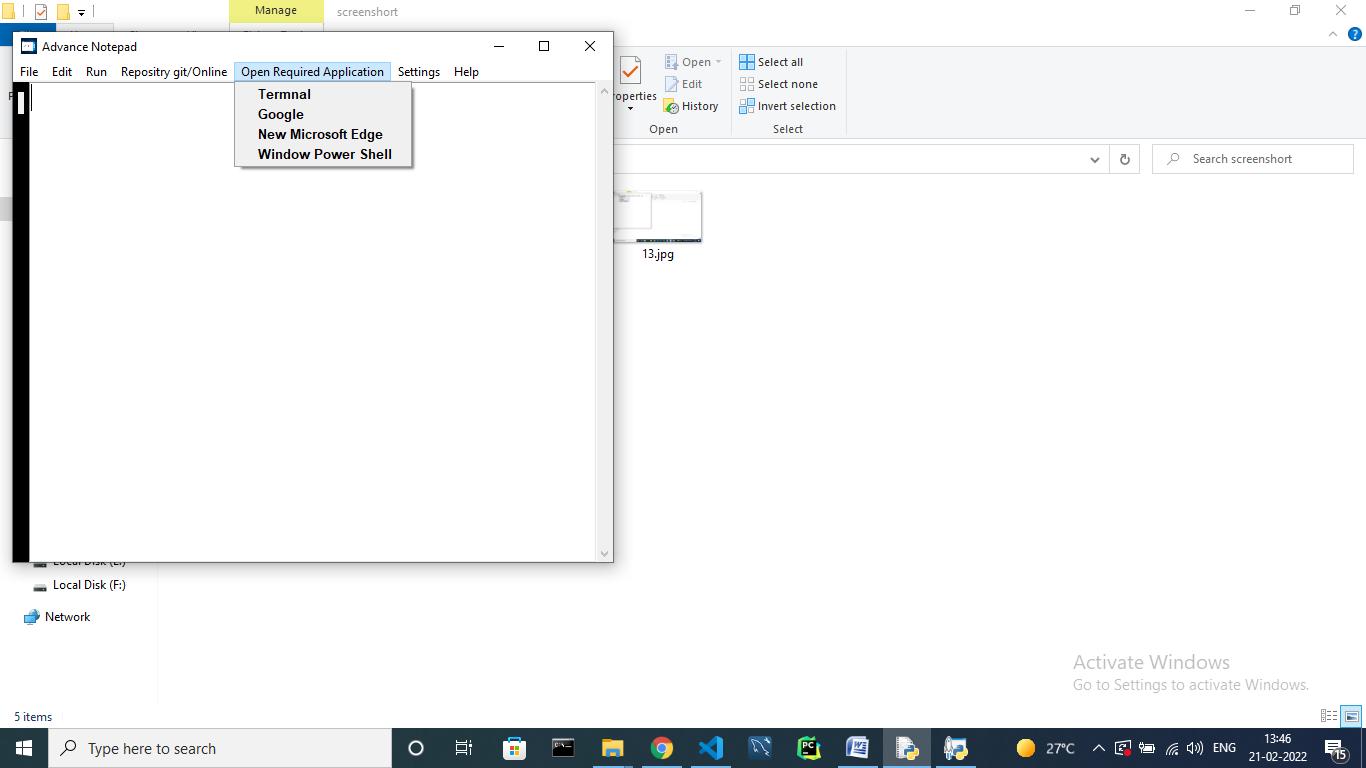 Manage
screenshort
Advance Notepad
File Edit Run Repositry git/Online Open Required Application Settings Help
Termnal
Google
New Microsoft Edge
Window Power Shell
Open
Edit
History
Open
Select all
Select none
Invert selection
Select
Search screenshort
13.jpg
Local Disk (F:)
Network
Activate Windows
Go to Settings to activate Windows.
5 items
Type here to search
PC
27°C
ENG
13:46
21-02-2022
15